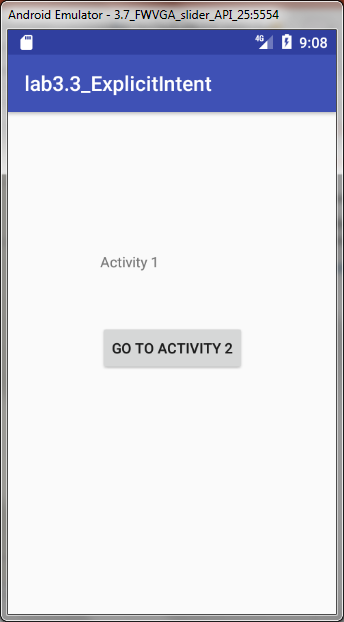 Android Emulator - 3.7_FWVGA_slider_API_25:5554
4G 9:08
lab3.3_ExplicitIntent
Activity 1
GO TO ACTIVITY 2